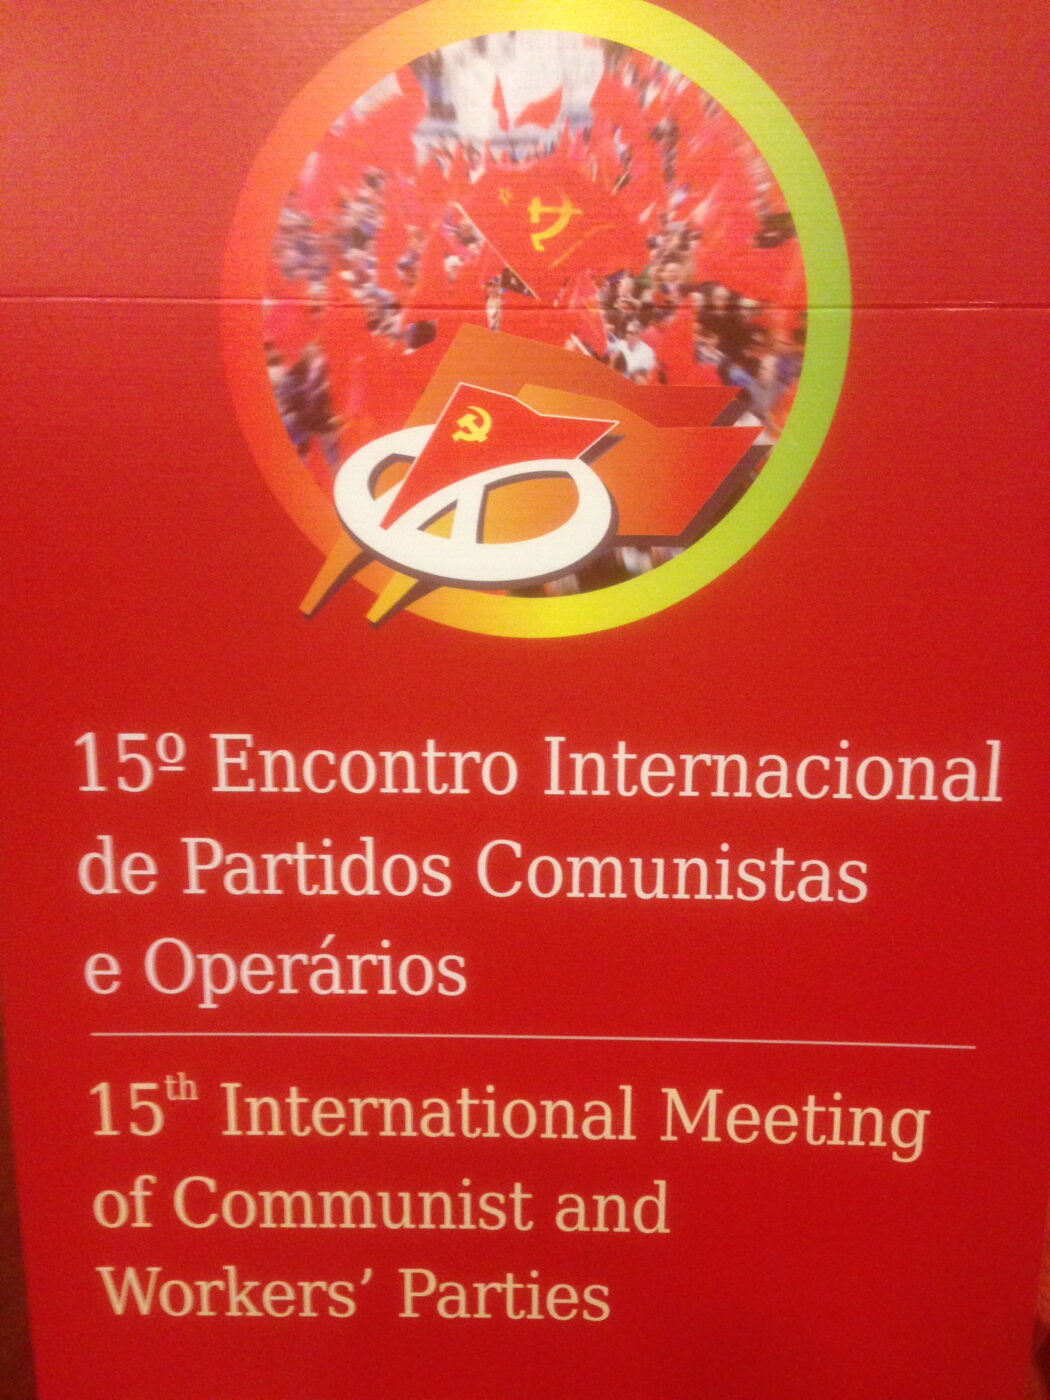 15º Encontro Internacional
de Partidos Comunistas
e Operários
15th International Meeting
of Communist and
Workers’ Parties